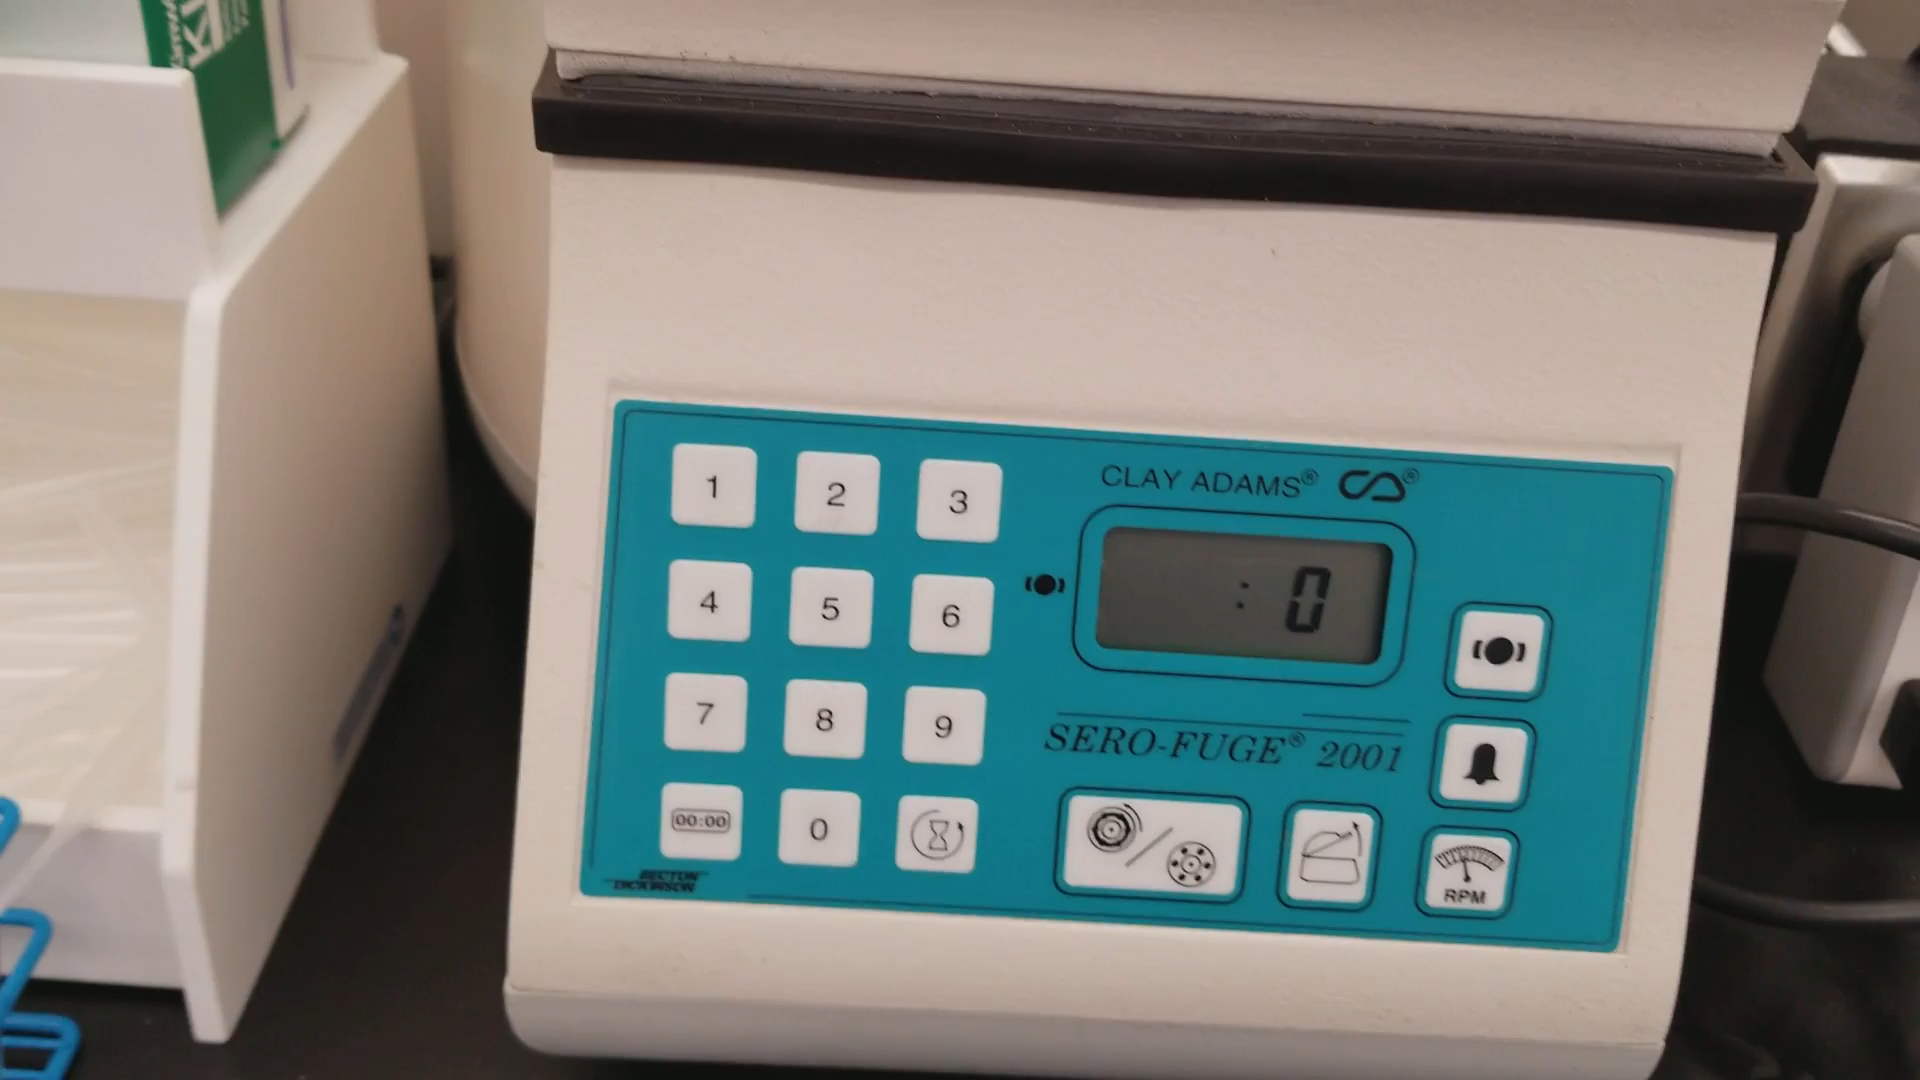 1 2 3
CLAY ADAMS®
®
4 5 6
: 0
7 8 9
SERO-FUGE® 2001
00:00 0
RPM
BECTON
DICKINSON